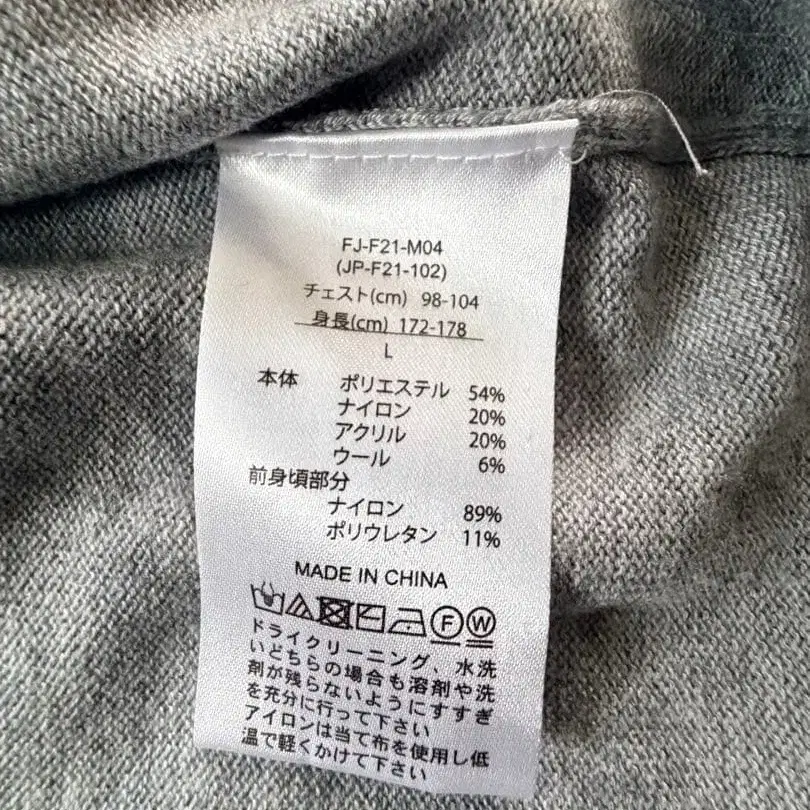 FJ-F21-M04
(JP-F21-102)
チェスト(cm) 98-104
身長(cm) 172-178
L
本体 ポリエステル 54%
ナイロン 20%
アクリル 20%
ウール 6%
前身頃部分
ナイロン 89%
ポリウレタン 11%
MADE IN CHINA
F W
ドライクリーニング、水洗
いどちらの場合も溶剤や洗
剤が残らないようにすすぎ
を充分に行って下さい
アイロンは当て布を使用し低
温で軽くかけて下さい